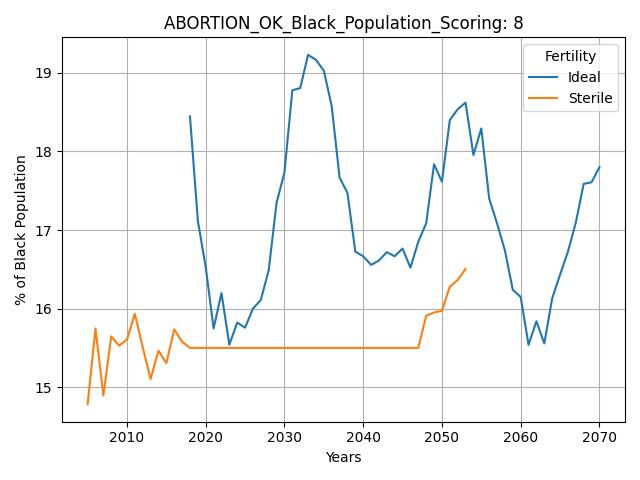 ABORTION_OK_Black_Population_Scoring: 8
Fertility
Ideal
Sterile
% of Black Population
19
18
17
16
15
2010 2020 2030 2040 2050 2060 2070
Years